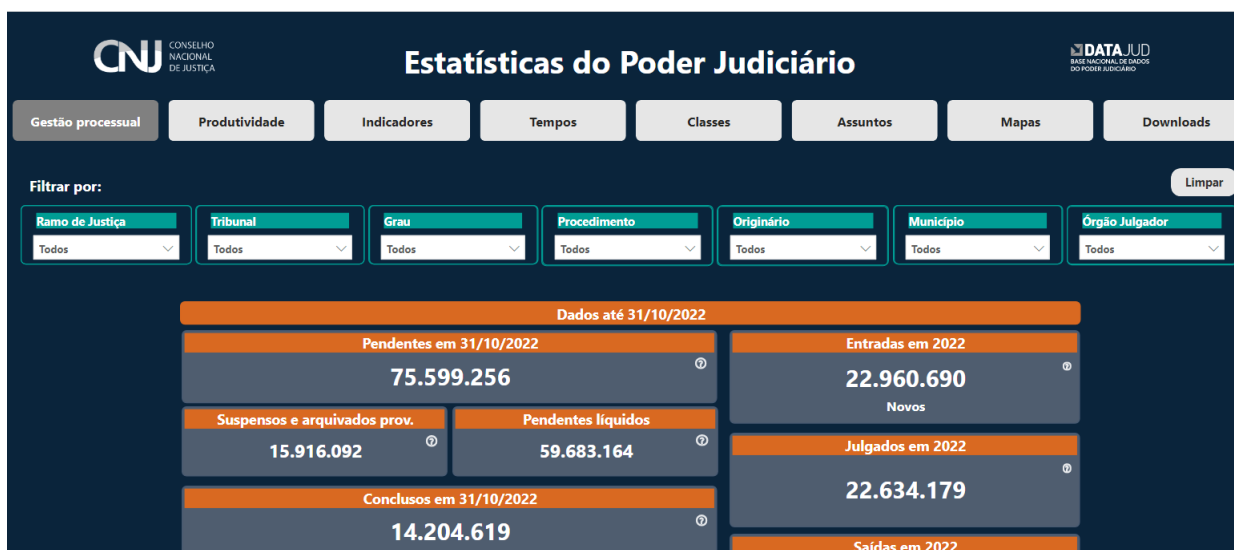 CNJ
CONSELHO
NACIONAL
DE JUSTIÇA
Estatísticas do Poder Judiciário
DATAJUD
BASE NACIONAL DE DADOS
DO PODER JUDICIÁRIO
Gestão processual
Produtividade
Indicadores
Tempos
Classes
Assuntos
Mapas
Downloads
Filtrar por:
Limpar
Ramo de Justiça
Todos
Tribunal
Todos
Grau
Todos
Procedimento
Todos
Originário
Todos
Município
Todos
Órgão Julgador
Todos
Dados até 31/10/2022
Pendentes em 31/10/2022
75.599.256
Entradas em 2022
22.960.690
Novos
Suspensos e arquivados prov.
15.916.092
Pendentes líquidos
59.683.164
Julgados em 2022
22.634.179
Conclusos em 31/10/2022
14.204.619
Saídas em 2022